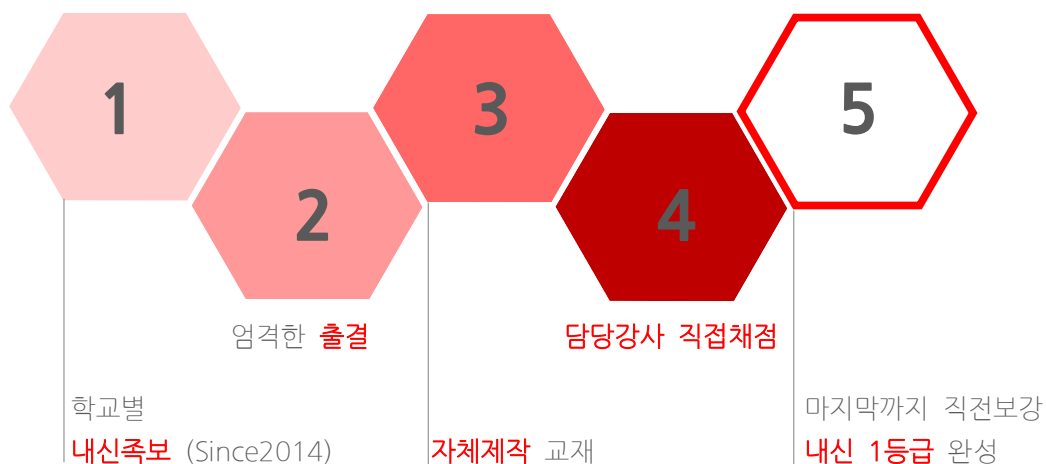 1
2
3
4
5
엄격한 출결
담당강사 직접채점
학교별
내신족보 (Since2014)
자체제작 교재
마지막까지 직전보강
내신 1등급 완성